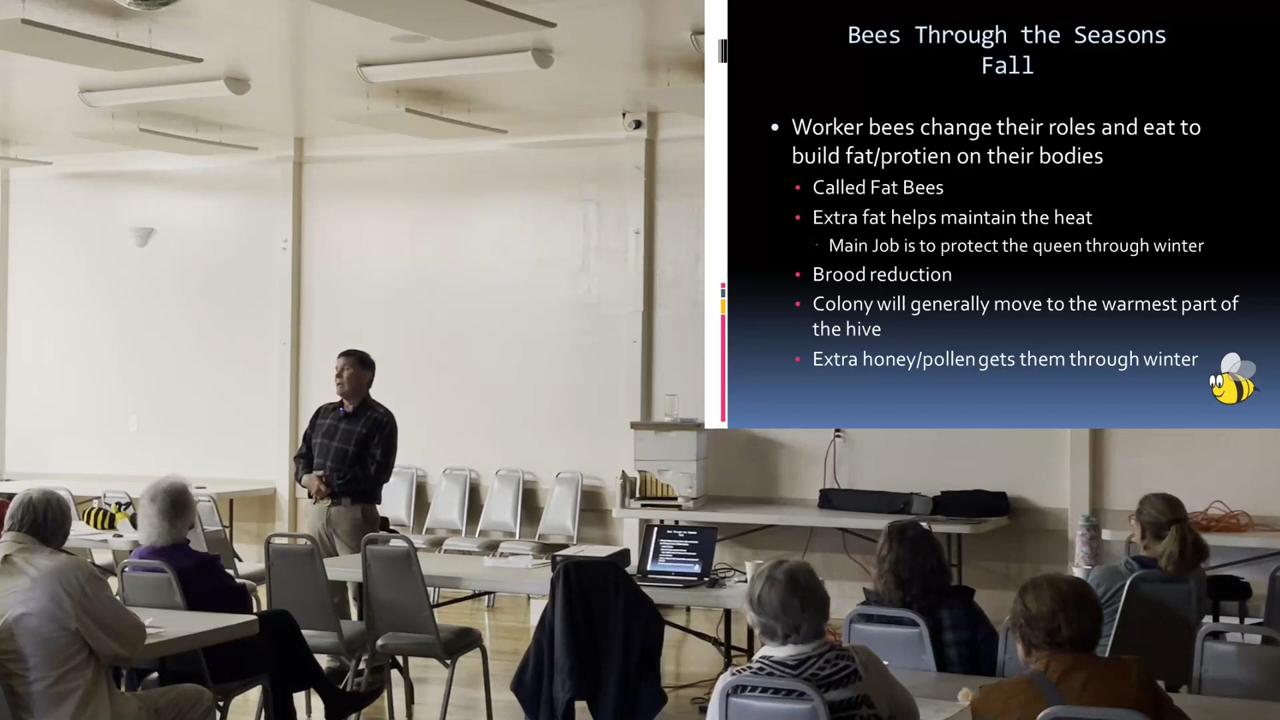 Bees Through the Seasons
Fall
• Worker bees change their roles and eat to
build fat/protien on their bodies
• Called Fat Bees
• Extra fat helps maintain the heat
· Main Job is to protect the queen through winter
• Brood reduction
• Colony will generally move to the warmest part of
the hive
• Extra honey/pollen gets them through winter